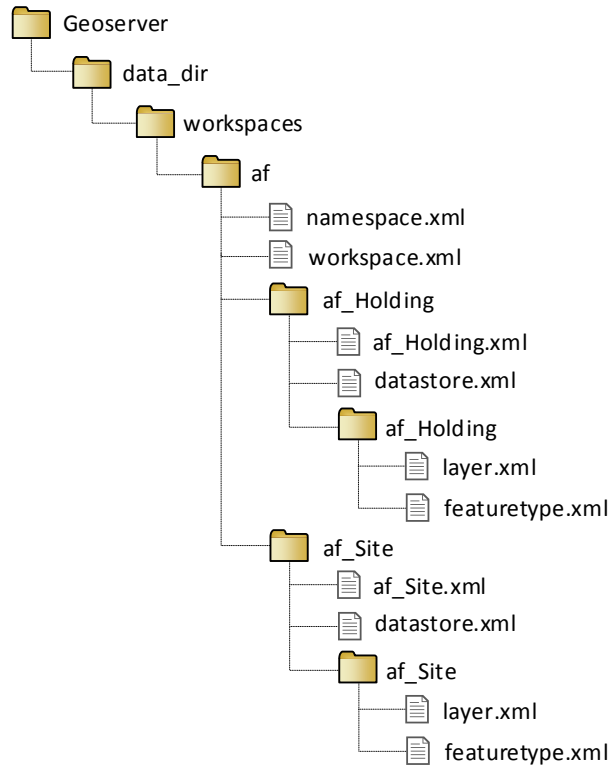 Geoserver
data_dir
workspaces
af
namespace.xml
workspace.xml
af_Holding
af_Holding.xml
datastore.xml
af_Holding
layer.xml
featuretype.xml
af_Site
af_Site.xml
datastore.xml
af_Site
layer.xml
featuretype.xml